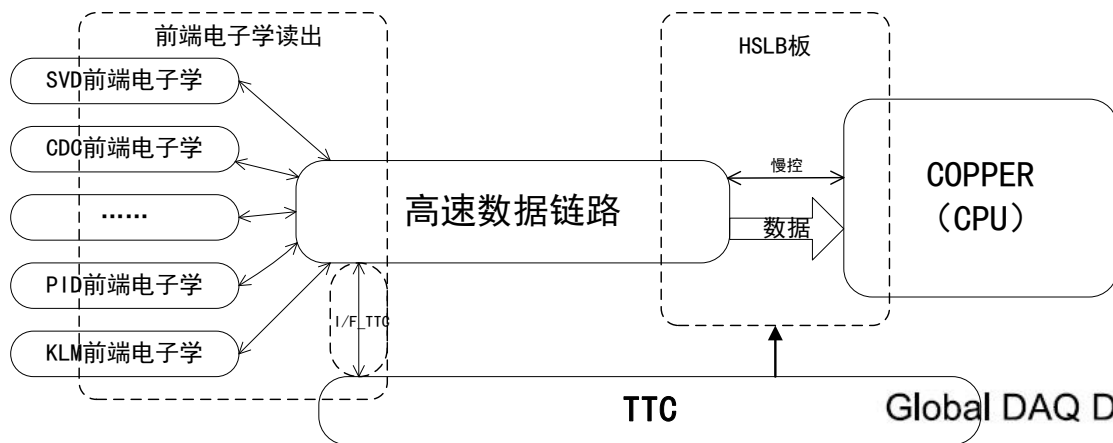 前端电子学读出
HSLB板
SVD前端电子学
CDC前端电子学
……
PID前端电子学
KLM前端电子学
高速数据链路
慢控
数据
COPPER
（CPU）
I/F_TTC
TTC
Global DAQ D